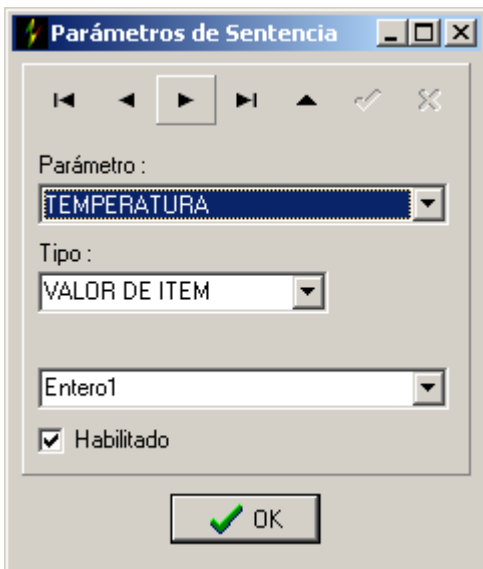 Parámetros de Sentencia
Parámetro :
TEMPERATURA
Tipo :
VALOR DE ITEM
Entero1
Habilitado
OK